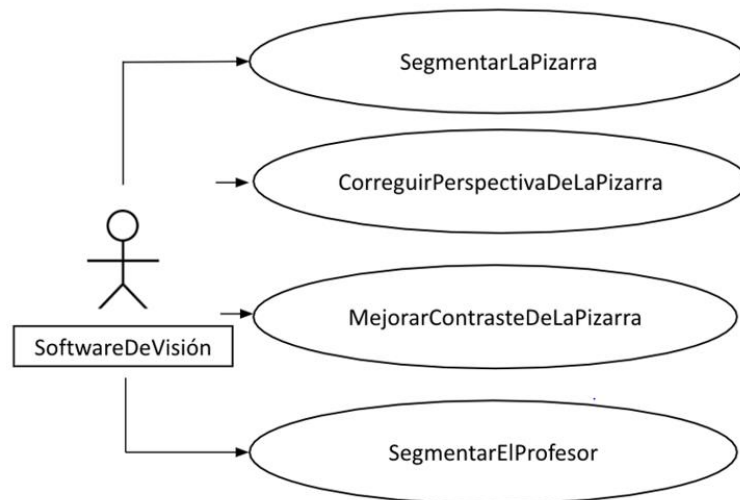 SegmentarLaPizarra
CorreguirPerspectivaDeLaPizarra
MejorarContrasteDeLaPizarra
SoftwareDeVisión
SegmentarElProfesor